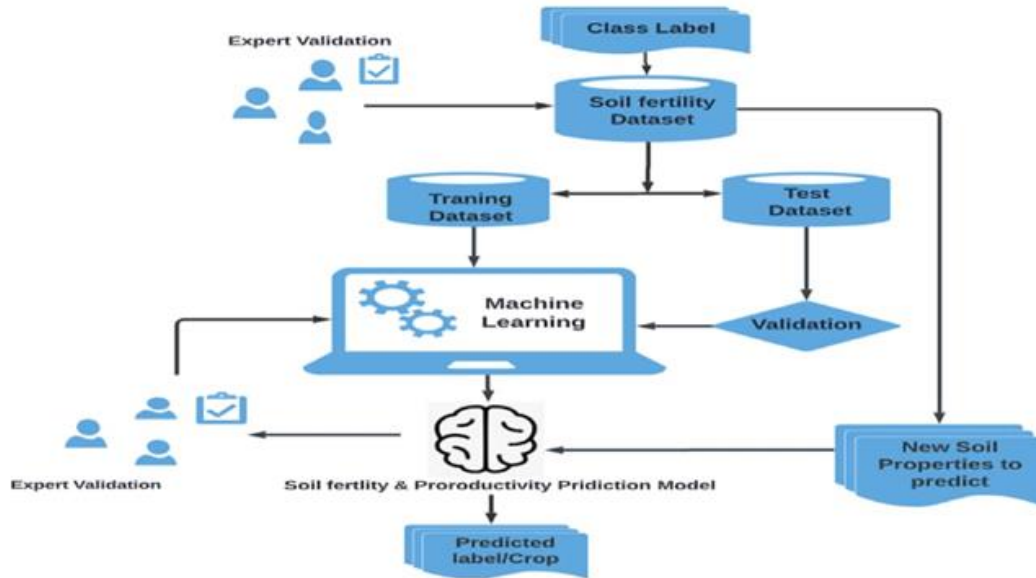 Class Label
Expert Validation
Soil fertility
Dataset
Traning
Dataset
Test
Dataset
Machine
Learning
Validation
New Soil
Properties to
predict
Expert Validation
Soil fertlity & Proroductivity Pridiction Model
Predicted
label/Crop